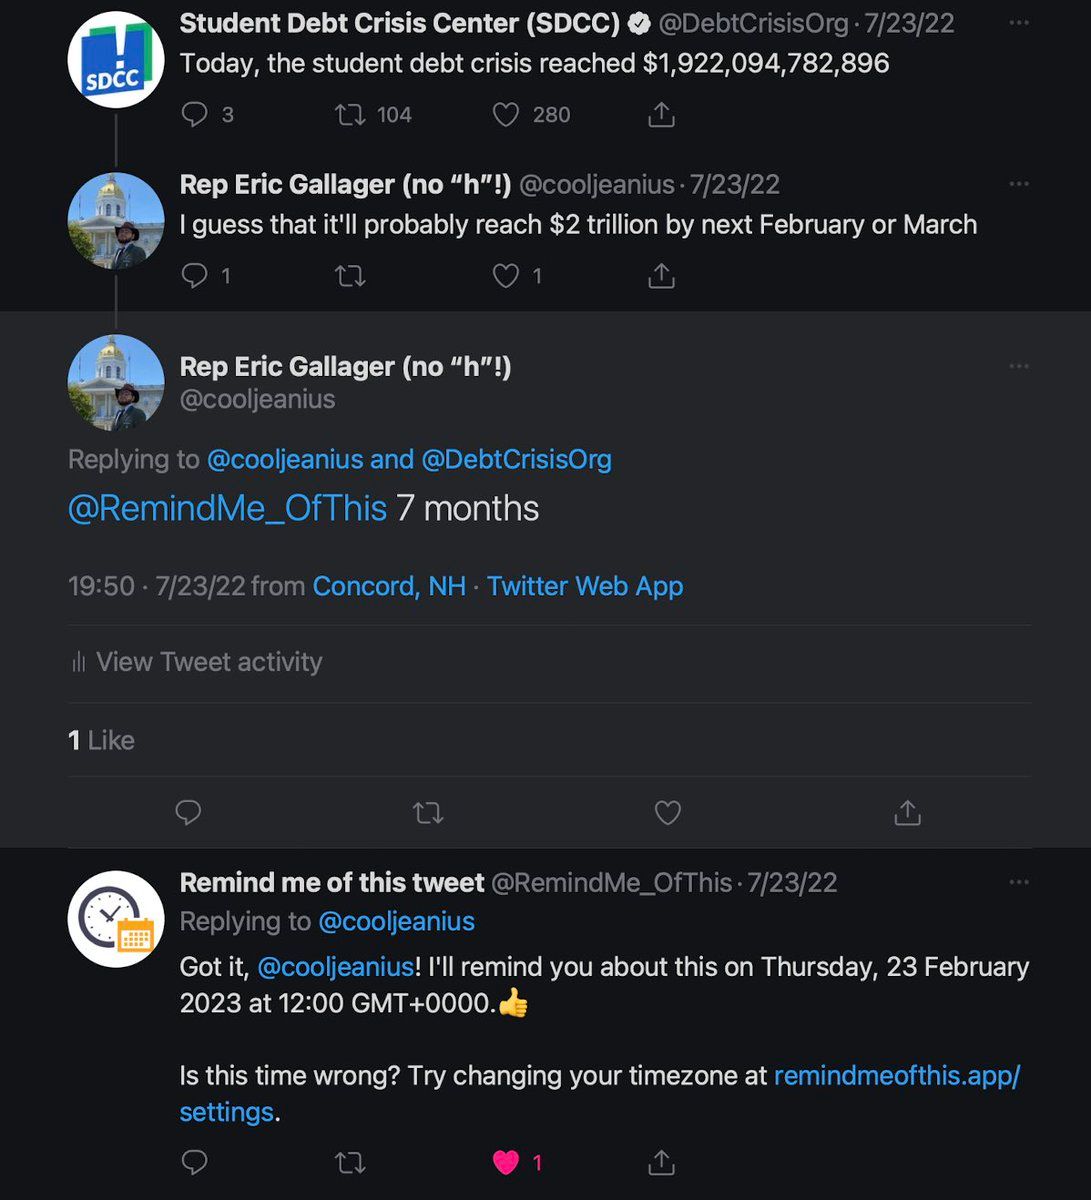 Student Debt Crisis Center (SDCC) @DebtCrisisOrg · 7/23/22
SDCC
Today, the student debt crisis reached $1,922,094,782,896
3 104 280
Rep Eric Gallager (no “h”!) @cooljeanius · 7/23/22
I guess that it'll probably reach $2 trillion by next February or March
1 1
Rep Eric Gallager (no “h”!)
@cooljeanius
Replying to @cooljeanius and @DebtCrisisOrg
@RemindMe_OfThis 7 months
19:50 · 7/23/22 from Concord, NH · Twitter Web App
View Tweet activity
1 Like
Remind me of this tweet @RemindMe_OfThis · 7/23/22
Replying to @cooljeanius
Got it, @cooljeanius! I'll remind you about this on Thursday, 23 February
2023 at 12:00 GMT+0000.👍
Is this time wrong? Try changing your timezone at remindmeofthis.app/
settings.
1